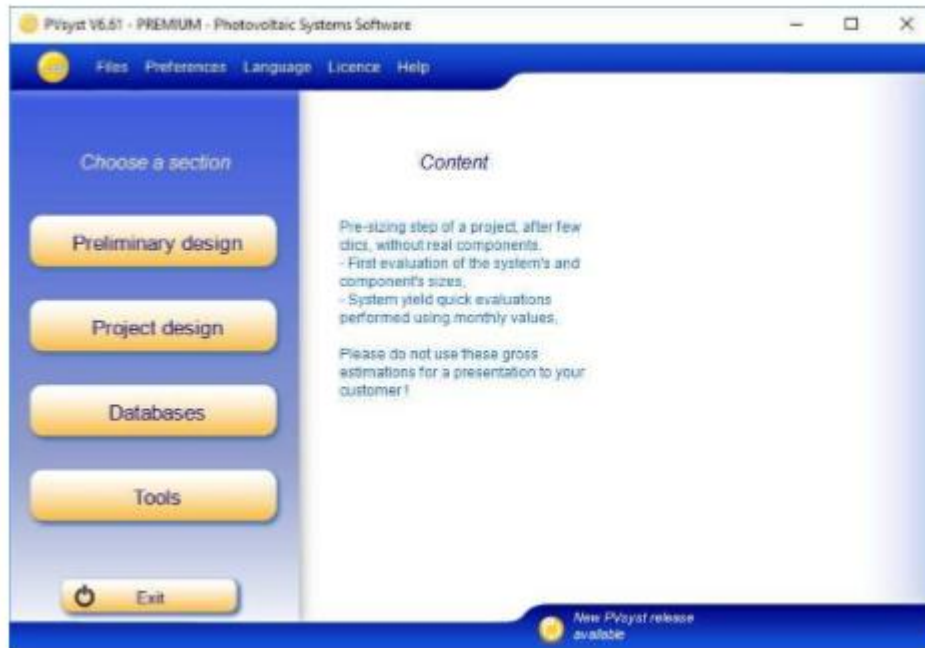 PVsyst V6.61 - PREMIUM - Photovoltaic Systems Software
Files Preferences Language Licence Help
Choose a section
Preliminary design
Project design
Databases
Tools
Exit
Content
Pre-sizing step of a project, after few
clics, without real components.
- First evaluation of the system's and
component's sizes,
- System yield quick evaluations
performed using monthly values,
Please do not use these gross
estimations for a presentation to your
customer !
New PVsyst release
available